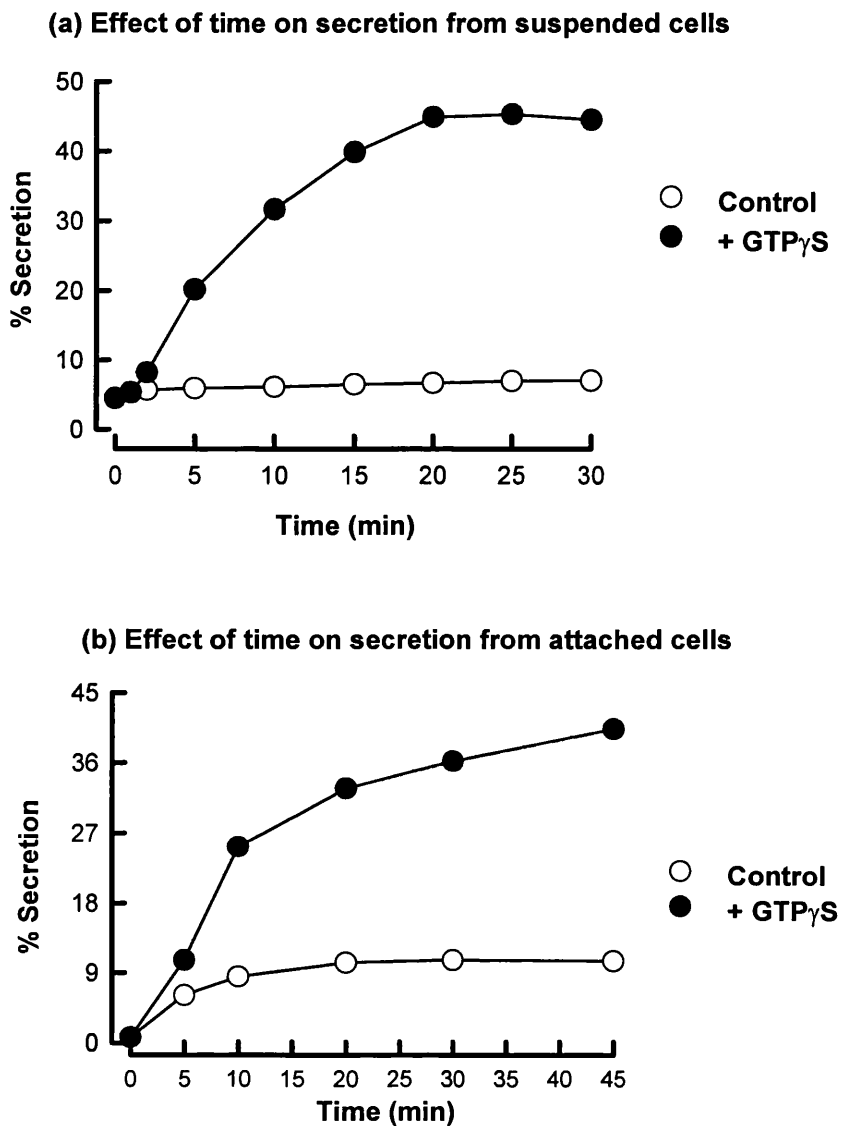 (a) Effect of time on secretion from suspended cells
50
40
30
20
10
0
% Secretion
0 5 10 15 20 25 30
Time (min)
Control
+ GTPγS
(b) Effect of time on secretion from attached cells
45
36
27
18
9
0
% Secretion
0 5 10 15 20 25 30 35 40 45
Time (min)
Control
+ GTPγS